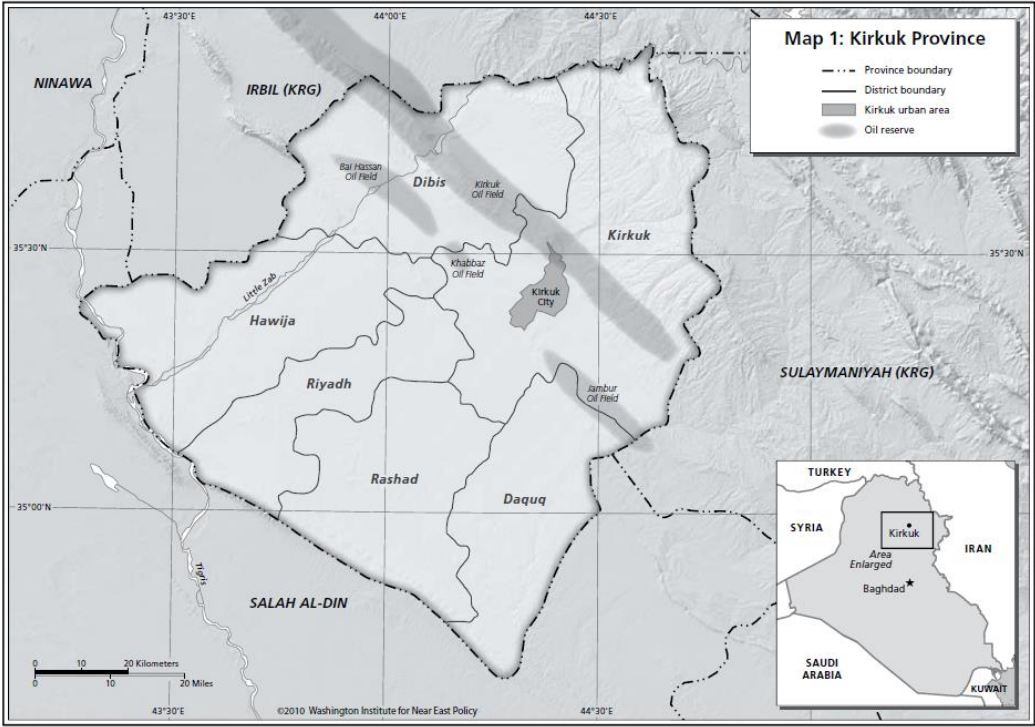 43°30'E
44°00'E
44°30'E
Map 1: Kirkuk Province
Province boundary
District boundary
Kirkuk urban area
Oil reserve
NINAWA
IRBIL (KRG)
Bai Hassan
Oil Field
Dibis
Kirkuk
Oil Field
Kirkuk
35°30'N
35°30'N
Khabbaz
Oil Field
Little Zab
Kirkuk
City
Hawija
Riyadh
Jambur
Oil Field
SULAYMANIYAH (KRG)
Rashad
Daquq
35°00'N
Tigris
SALAH AL-DIN
TURKEY
SYRIA
Kirkuk
IRAN
Area
Enlarged
Baghdad
SAUDI
ARABIA
KUWAIT
0 10 20 Kilometers
0 10 20 Miles
43°30'E
©2010 Washington Institute for Near East Policy
44°30'E